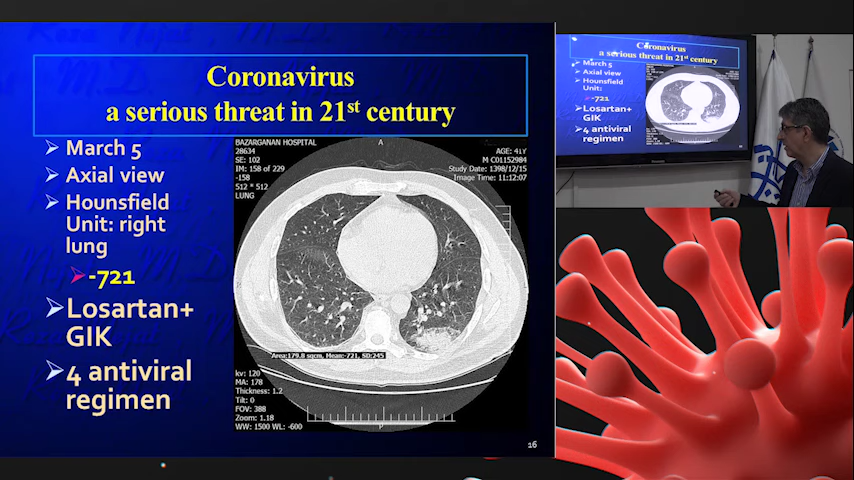 Coronavirus
a serious threat in 21st century
March 5
Axial view
Hounsfield
Unit: right
lung
-721
Losartan+
GIK
4 antiviral
regimen
BAZARGANAN HOSPITAL
28634
SE: 102
IM: 158 of 229
-158
512 * 512
LUNG
A
AGE: 41Y
M C01152984
Study Date: 1398/12/15
Image Time: 11:12:07
Area:179.8 sqcm, Mean:-721, SD:245
kv: 120
MA: 178
Thickness: 1.2
Tilt: 0
FOV: 388
Zoom: 1.18
WW: 1500 WL: -600
P
16
Coronavirus
a serious threat in 21st century
March 5
Axial view
Hounsfield
Unit:
-721
Losartan+
GIK
4 antiviral
regimen